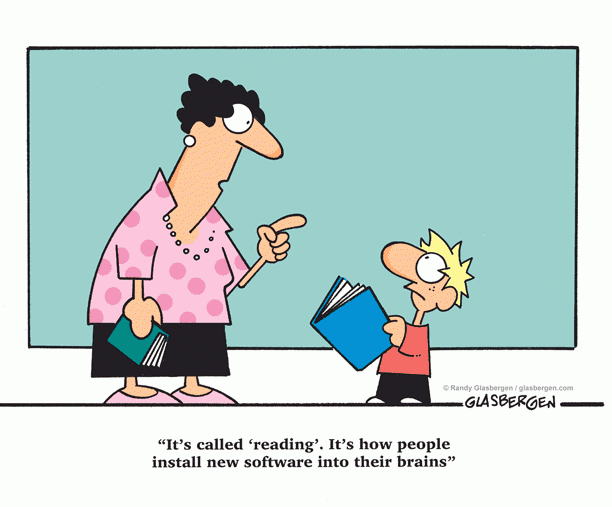 © Randy Glasbergen / glasbergen.com
GLASBERGEN
“It’s called ‘reading’. It’s how people
install new software into their brains”